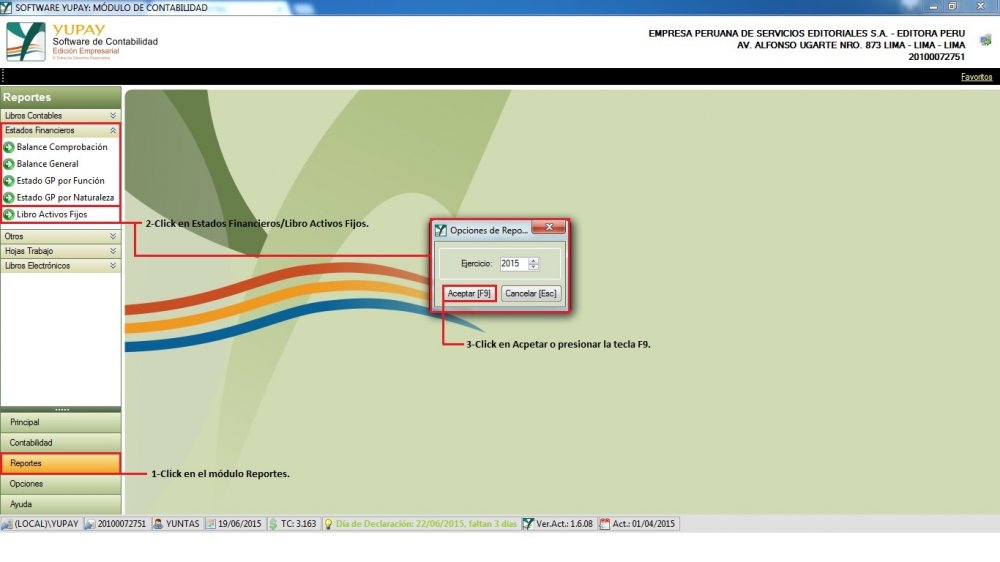 SOFTWARE YUPAY: MÓDULO DE CONTABILIDAD
YUPAY
Software de Contabilidad
Edición Empresarial
EMPRESA PERUANA DE SERVICIOS EDITORIALES S.A. - EDITORA PERU
AV. ALFONSO UGARTE NRO. 873 LIMA - LIMA - LIMA
20100072751
Favoritos
Reportes
Libros Contables
Estados Financieros
Balance Comprobación
Balance General
Estado GP por Función
Estado GP por Naturaleza
Libro Activos Fijos
Otros
Hojas Trabajo
Libros Electrónicos
2-Click en Estados Financieros/Libro Activos Fijos.
Opciones de Repo...
Ejercicio: 2015
Aceptar [F9] Cancelar [Esc]
3-Click en Acpetar o presionar la tecla F9.
Principal
Contabilidad
Reportes
1-Click en el módulo Reportes.
Opciones
Ayuda
(LOCAL)\YUPAY 20100072751 YUNTAS 19/06/2015 TC: 3.163 Día de Declaración: 22/06/2015, faltan 3 días Ver.Act.: 1.6.08 Act.: 01/04/2015